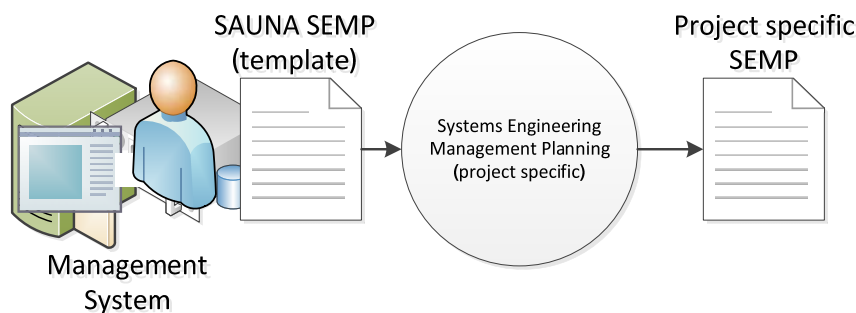 SAUNA SEMP
(template)
Project specific
SEMP
Systems Engineering
Management Planning
(project specific)
Management
System